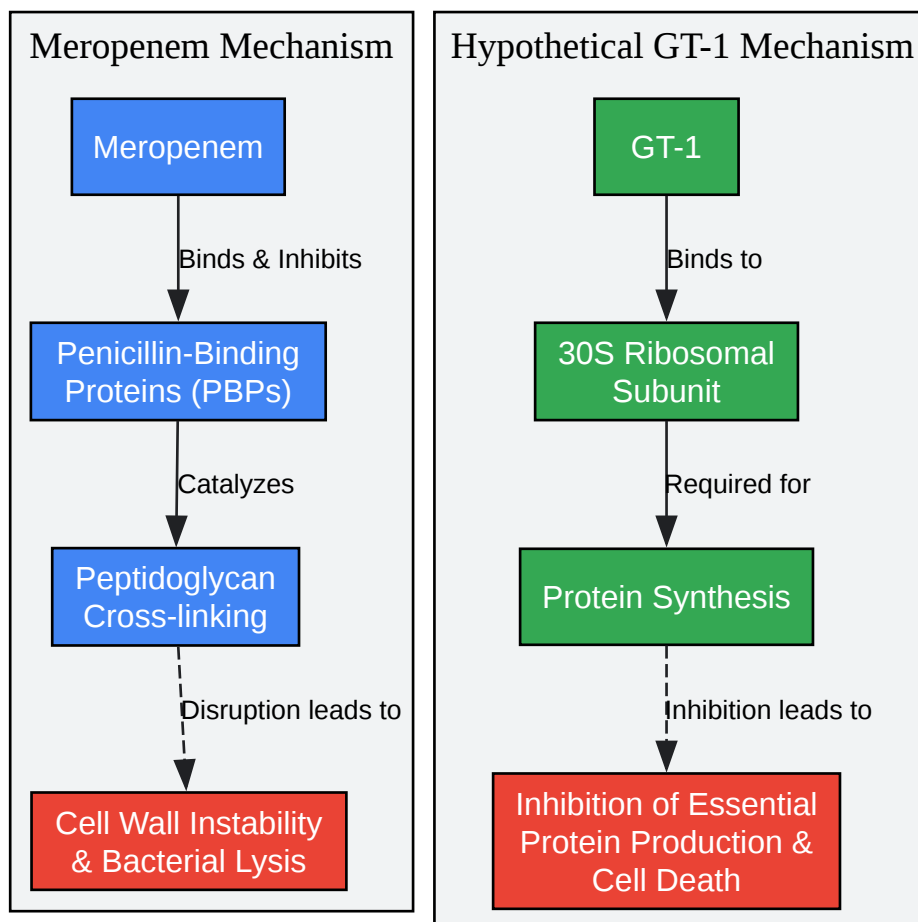 Meropenem Mechanism
Meropenem
Binds & Inhibits
Penicillin-Binding
Proteins (PBPs)
Catalyzes
Peptidoglycan
Cross-linking
Disruption leads to
Cell Wall Instability
& Bacterial Lysis
Hypothetical GT-1 Mechanism
GT-1
Binds to
30S Ribosomal
Subunit
Required for
Protein Synthesis
Inhibition leads to
Inhibition of Essential
Protein Production &
Cell Death